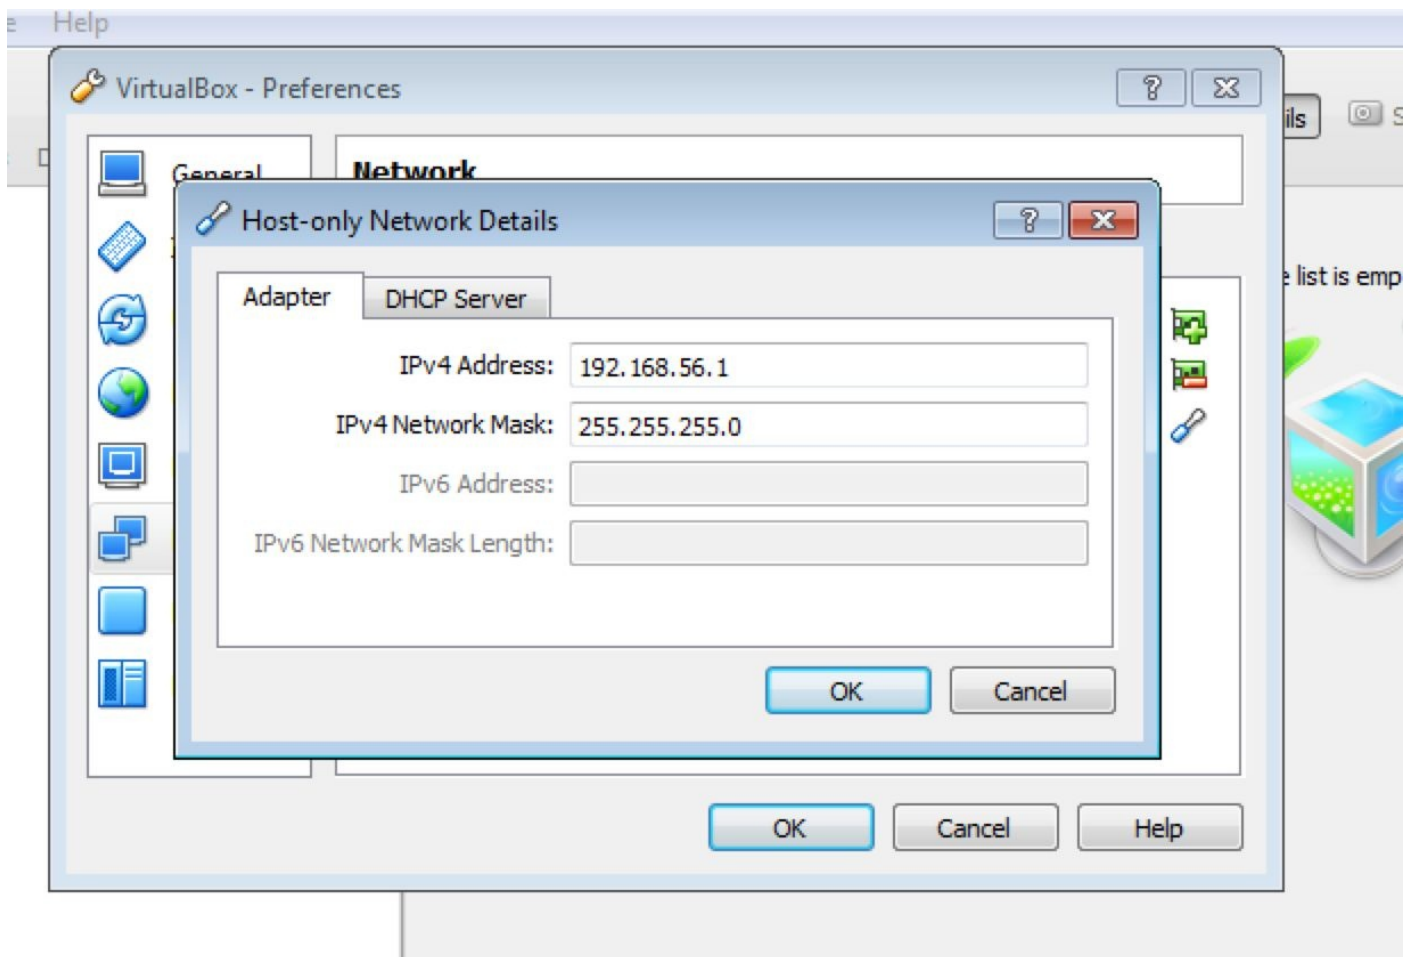 Help
VirtualBox - Preferences
ils
General
Network
Host-only Network Details
list is emp
Adapter
DHCP Server
IPv4 Address: 192.168.56.1
IPv4 Network Mask: 255.255.255.0
IPv6 Address:
IPv6 Network Mask Length:
OK Cancel
OK Cancel Help